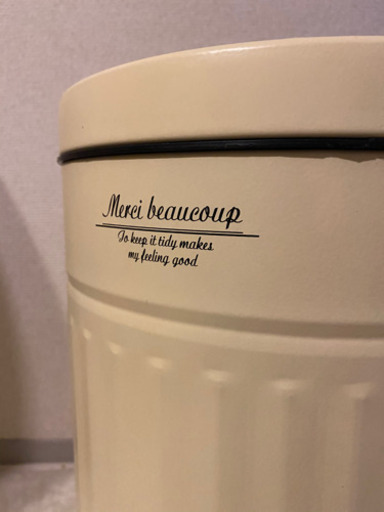 Merci beaucoup
To keep it tidy makes
my feeling good